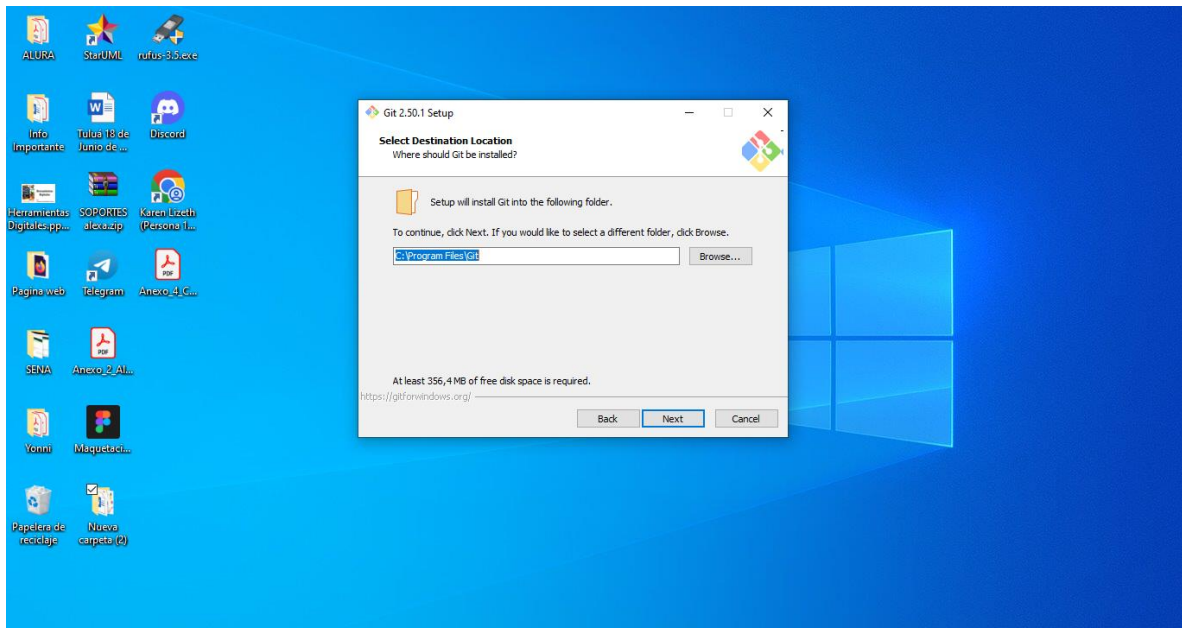 ALURA
StarUML
rufus-3.5.exe
Info
Importante
Tuluá 18 de
Junio de ...
Discord
Herramientas
Digitales.pp...
SOPORTES
alexa.zip
Karen Lizeth
(Persona 1...
Pagina web
Telegram
Anexo_4_C...
SENA
Anexo_2_Al...
Yonni
Maquetaci...
Papelera de
reciclaje
Nueva
carpeta (2)
Git 2.50.1 Setup
Select Destination Location
Where should Git be installed?
Setup will install Git into the following folder.
To continue, click Next. If you would like to select a different folder, click Browse.
C:\Program Files\Git
Browse...
At least 356,4 MB of free disk space is required.
https://gitforwindows.org/
Back
Next
Cancel
PDF
PDF